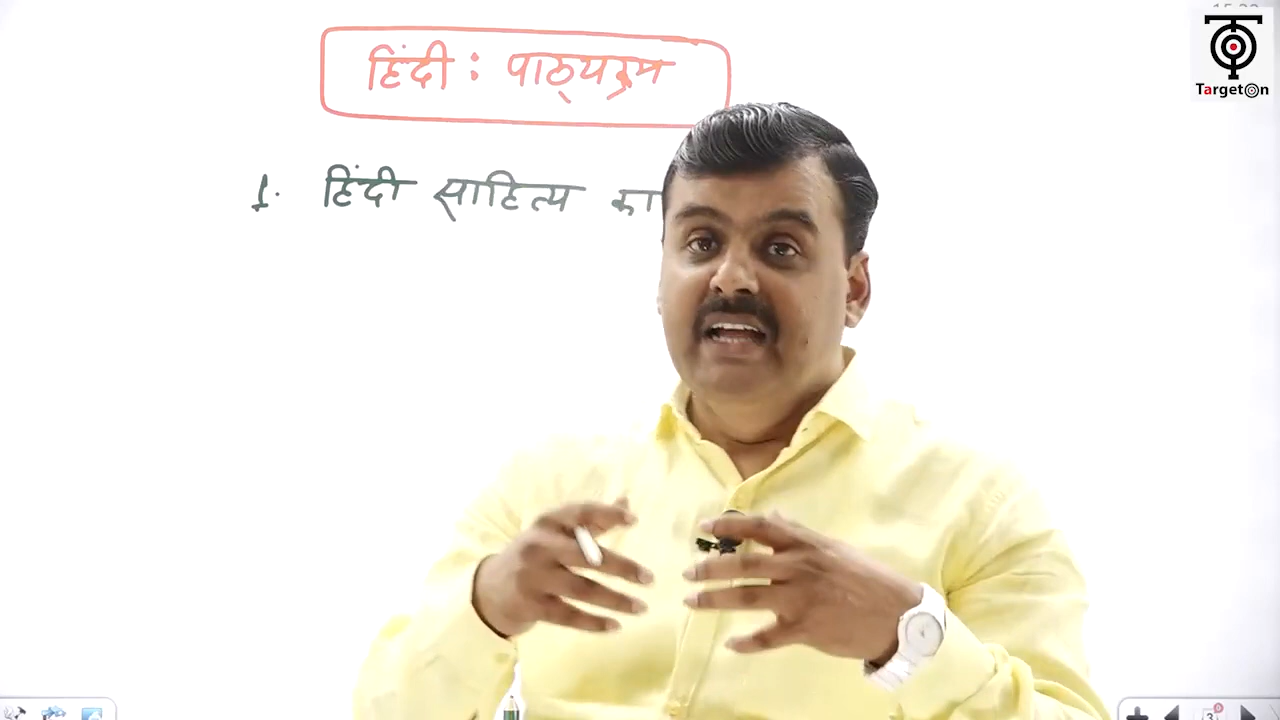 हिंदी : पाठ्यक्रम
1. हिंदी साहित्य का
TargetOn